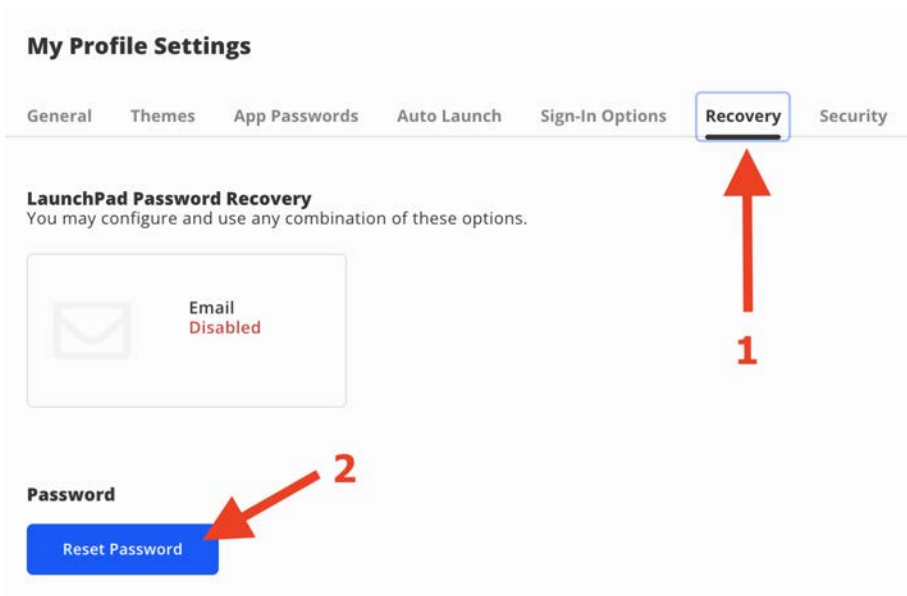 My Profile Settings
General Themes App Passwords Auto Launch Sign-In Options Recovery Security
LaunchPad Password Recovery
You may configure and use any combination of these options.
Email
Disabled
1
2
Password
Reset Password